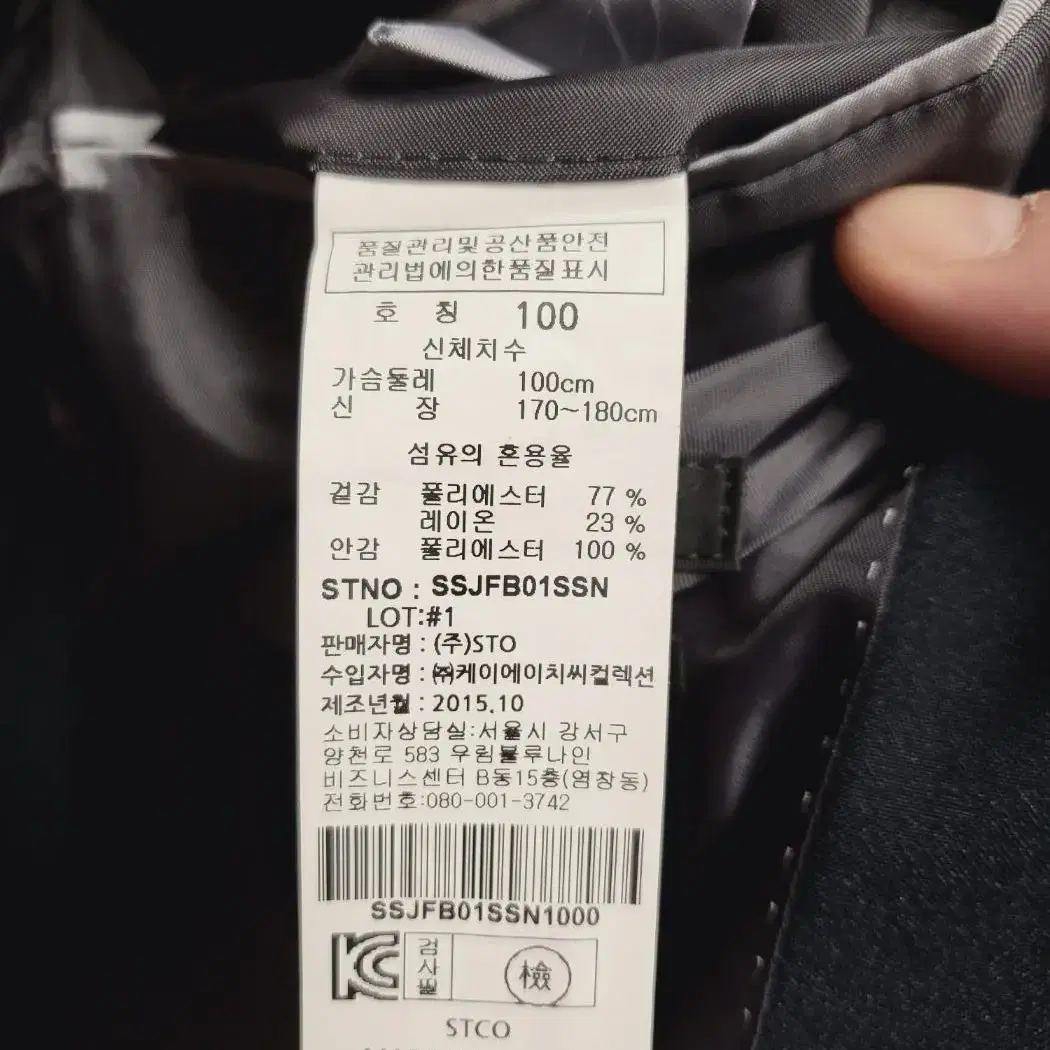 품질관리및공산품안전
관리법에의한품질표시
호 칭 100
신체치수
가슴둘레 100cm
신 장 170~180cm
섬유의 혼용율
겉감 폴리에스터 77 %
레이온 23 %
안감 폴리에스터 100 %
STNO : SSJFB01SSN
LOT:#1
판매자명 : (주)STO
수입자명 : ㈜케이에이치씨컬렉션
제조년월 : 2015.10
소비자상담실:서울시 강서구
양천로 583 우림블루나인
비즈니스센터 B동15층(염창동)
전화번호:080-001-3742
SSJFB01SSN1000
KC 검사필 檢
STCO